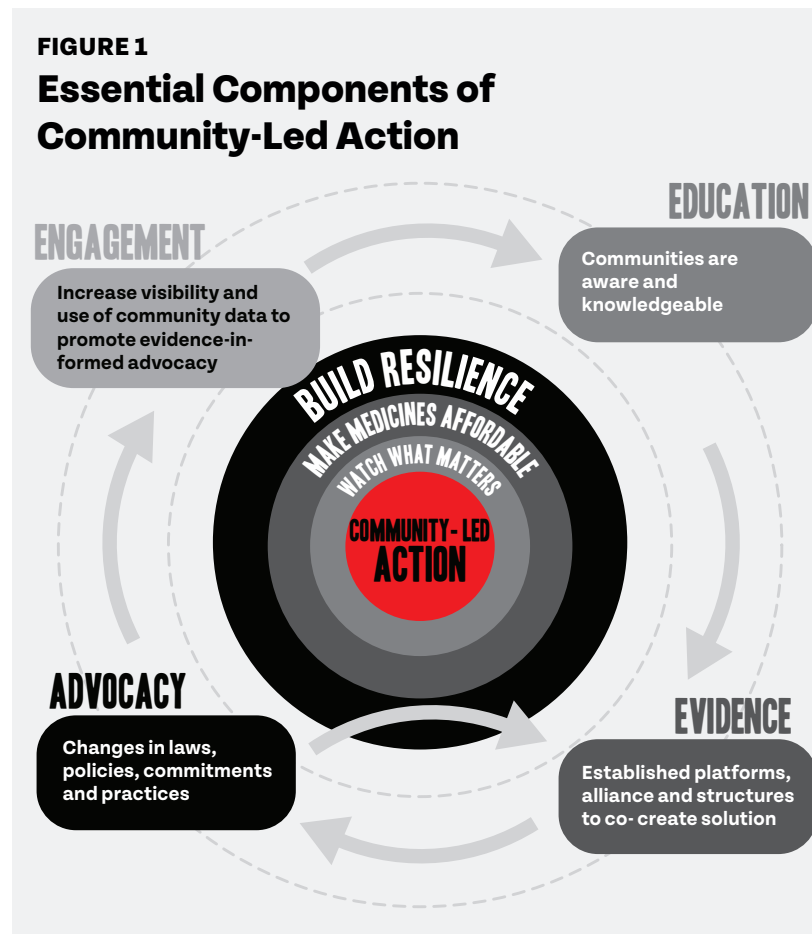 FIGURE 1
Essential Components of
Community-Led Action
ENGAGEMENT
Increase visibility and
use of community data to
promote evidence-in-
formed advocacy
EDUCATION
Communities are
aware and
knowledgeable
BUILD RESILIENCE
MAKE MEDICINES AFFORDABLE
WATCH WHAT MATTERS
COMMUNITY- LED
ACTION
ADVOCACY
Changes in laws,
policies, commitments
and practices
EVIDENCE
Established platforms,
alliance and structures
to co- create solution